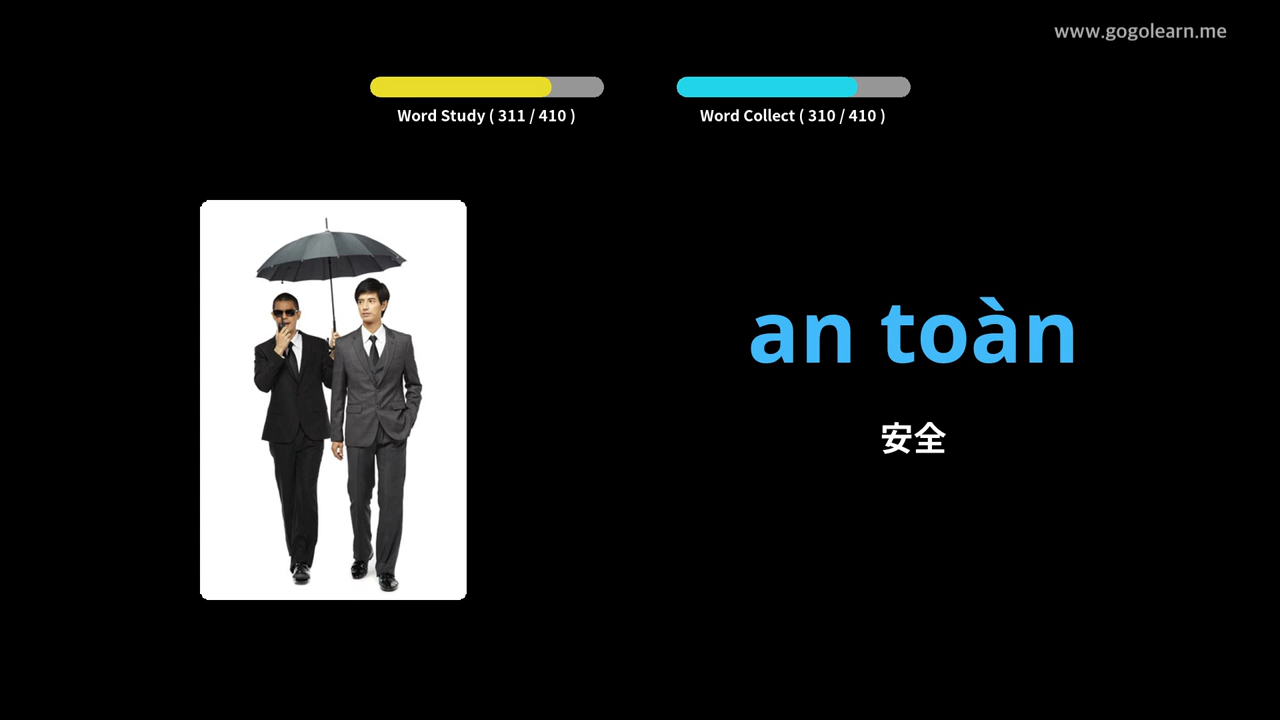 www.gogolearn.me
Word Study ( 311 / 410 )
Word Collect ( 310 / 410 )
an toàn
安全